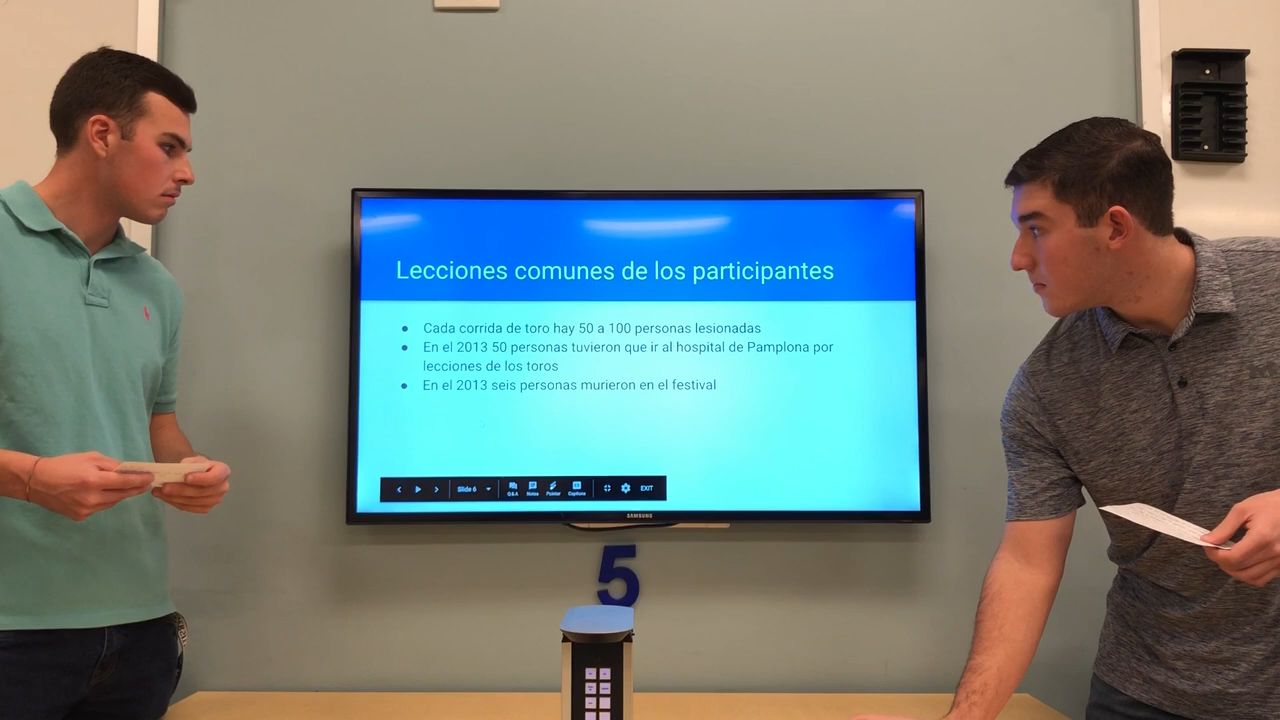 Lecciones comunes de los participantes
Cada corrida de toro hay 50 a 100 personas lesionadas
En el 2013 50 personas tuvieron que ir al hospital de Pamplona por
lecciones de los toros
En el 2013 seis personas murieron en el festival
Slide 6
Q&A
Notes
Pointer
Captions
EXIT
SAMSUNG
5